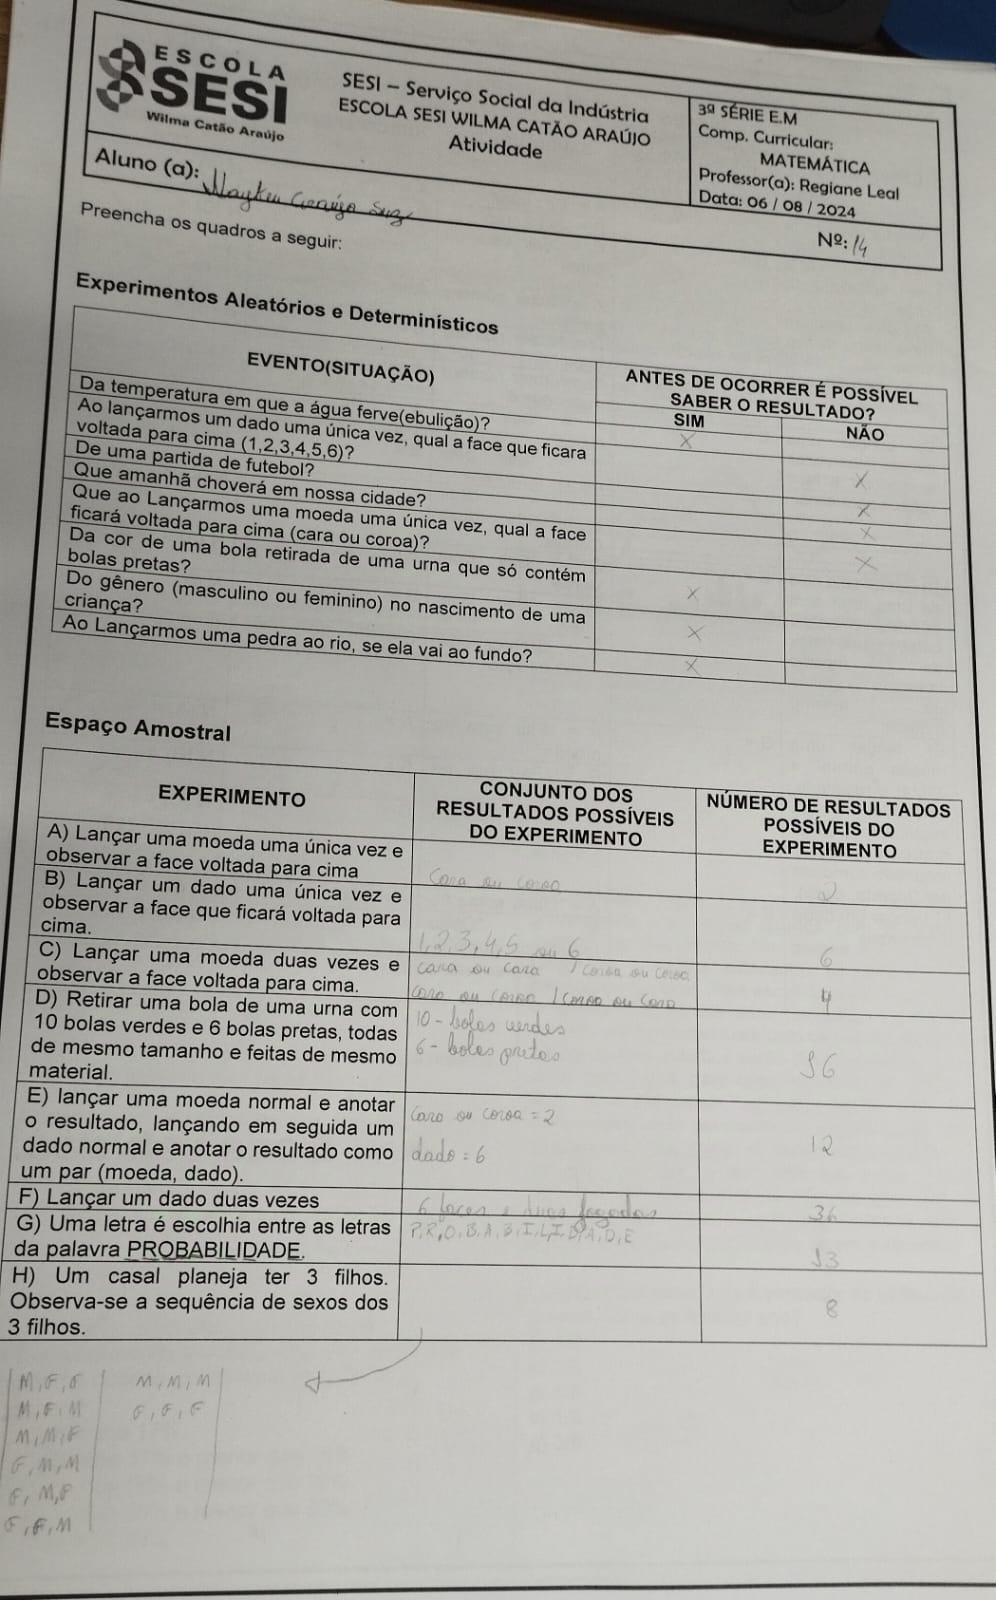 ESCOLA
SESI
Wilma Catão Araújo
SESI – Serviço Social da Indústria
ESCOLA SESI WILMA CATÃO ARAÚJO
Atividade
3ª SÉRIE E.M
Comp. Curricular:
MATEMÁTICA
Professor(a): Regiane Leal
Data: 06 / 08 / 2024
Aluno (a):
Nº: 14
Preencha os quadros a seguir:
Experimentos Aleatórios e Determinísticos
EVENTO(SITUAÇÃO)
ANTES DE OCORRER É POSSÍVEL
SABER O RESULTADO?
SIM
NÃO
Da temperatura em que a água ferve(ebulição)?
X
Ao lançarmos um dado uma única vez, qual a face que ficara
voltada para cima (1,2,3,4,5,6)?
X
De uma partida de futebol?
X
Que amanhã choverá em nossa cidade?
X
Que ao Lançarmos uma moeda uma única vez, qual a face
ficará voltada para cima (cara ou coroa)?
X
Da cor de uma bola retirada de uma urna que só contém
bolas pretas?
X
Do gênero (masculino ou feminino) no nascimento de uma
criança?
X
Ao Lançarmos uma pedra ao rio, se ela vai ao fundo?
X
Espaço Amostral
EXPERIMENTO
CONJUNTO DOS
RESULTADOS POSSÍVEIS
DO EXPERIMENTO
NÚMERO DE RESULTADOS
POSSÍVEIS DO
EXPERIMENTO
A) Lançar uma moeda uma única vez e
observar a face voltada para cima
Cara ou coroa
2
B) Lançar um dado uma única vez e
observar a face que ficará voltada para
cima.
1,2,3,4,5 ou 6
6
C) Lançar uma moeda duas vezes e
observar a face voltada para cima.
cara ou cara / coroa ou coroa
cara ou coroa / coroa ou cara
4
D) Retirar uma bola de uma urna com
10 bolas verdes e 6 bolas pretas, todas
de mesmo tamanho e feitas de mesmo
material.
10 - bolas verdes
6 - bolas pretas
16
E) lançar uma moeda normal e anotar
o resultado, lançando em seguida um
dado normal e anotar o resultado como
um par (moeda, dado).
Cara ou coroa = 2
dado = 6
12
F) Lançar um dado duas vezes
6 faces e duas jogadas
36
G) Uma letra é escolhia entre as letras
da palavra PROBABILIDADE.
P, R, O, B, A, B, I, L, I, D, A, D, E
13
H) Um casal planeja ter 3 filhos.
Observa-se a sequência de sexos dos
3 filhos.
8
M, F, F
M, F, M
M, M, F
F, M, M
F, M, F
F, F, M
M, M, M
F, F, F